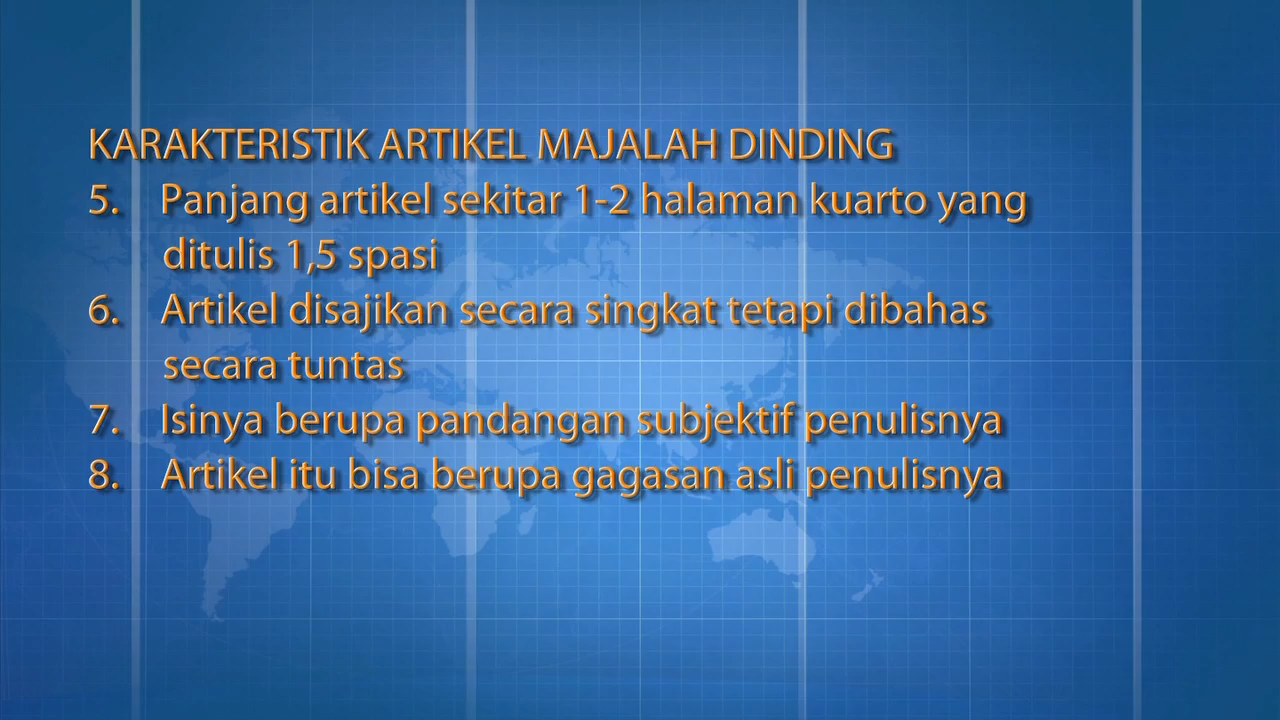 KARAKTERISTIK ARTIKEL MAJALAH DINDING
5. Panjang artikel sekitar 1-2 halaman kuarto yang
ditulis 1,5 spasi
6. Artikel disajikan secara singkat tetapi dibahas
secara tuntas
7. Isinya berupa pandangan subjektif penulisnya
8. Artikel itu bisa berupa gagasan asli penulisnya